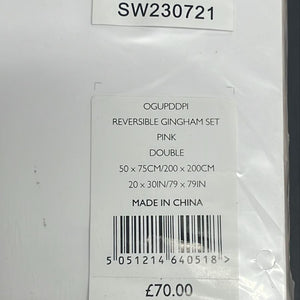 SW230721
OGUPDDPI
REVERSIBLE GINGHAM SET
PINK
DOUBLE
50 x 75CM/200 x 200CM
20 x 30IN/79 x 79IN
MADE IN CHINA
5 051214 640518 >
£70.00